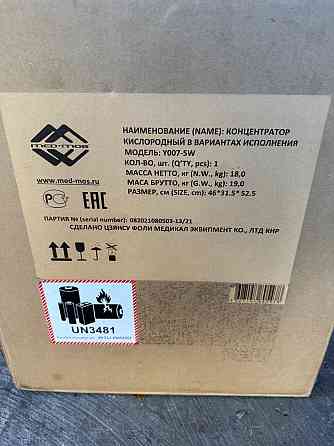 MED-MOS
www.med-mos.ru
НАИМЕНОВАНИЕ (NAME): КОНЦЕНТРАТОР
КИСЛОРОДНЫЙ В ВАРИАНТАХ ИСПОЛНЕНИЯ
МОДЕЛЬ: Y007-5W
КОЛ-ВО, шт. (Q'TY, pcs): 1
МАССА НЕТТО, кг (N.W., kg): 18,0
МАСА БРУТТО, кг (G.W., kg): 19,0
РАЗМЕР, см (SIZE, cm): 46*31.5* 52.5
ЕАС
ПАРТИЯ № (serial number): 082021080503-13/21
СДЕЛАНО ЦЗЯНСУ ФОЛИ МЕДИКАЛ ЭКВИПМЕНТ КО., ЛТД КНР
UN3481